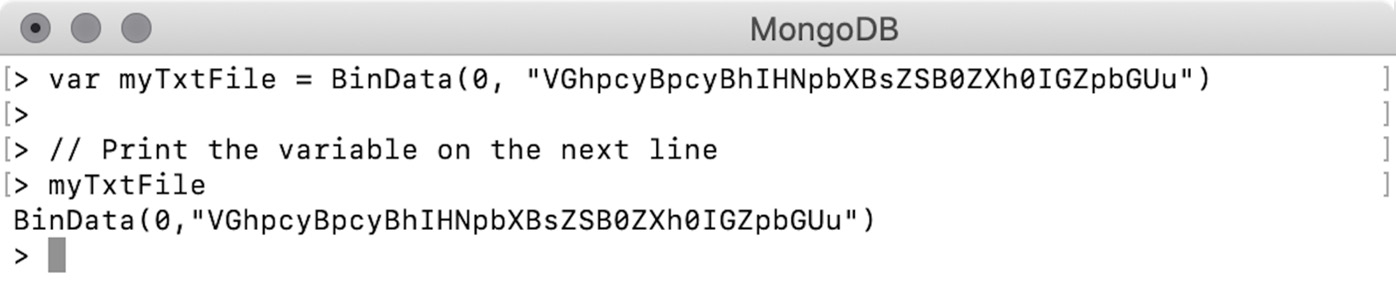 MongoDB
[> var myTxtFile = BinData(0, "VGhpcyBpcyBhIHNpbXBsZSB0ZXh0IGZpbGUu") ]
[> ]
[> // Print the variable on the next line ]
[> myTxtFile ]
BinData(0,"VGhpcyBpcyBhIHNpbXBsZSB0ZXh0IGZpbGUu")
>